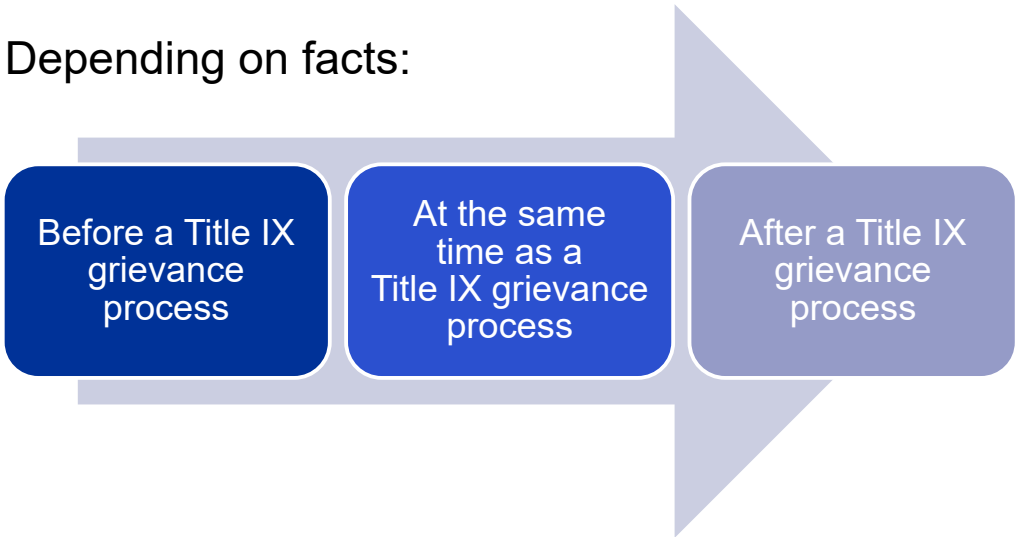 Depending on facts:
Before a Title IX
grievance
process
At the same
time as a
Title IX grievance
process
After a Title IX
grievance
process